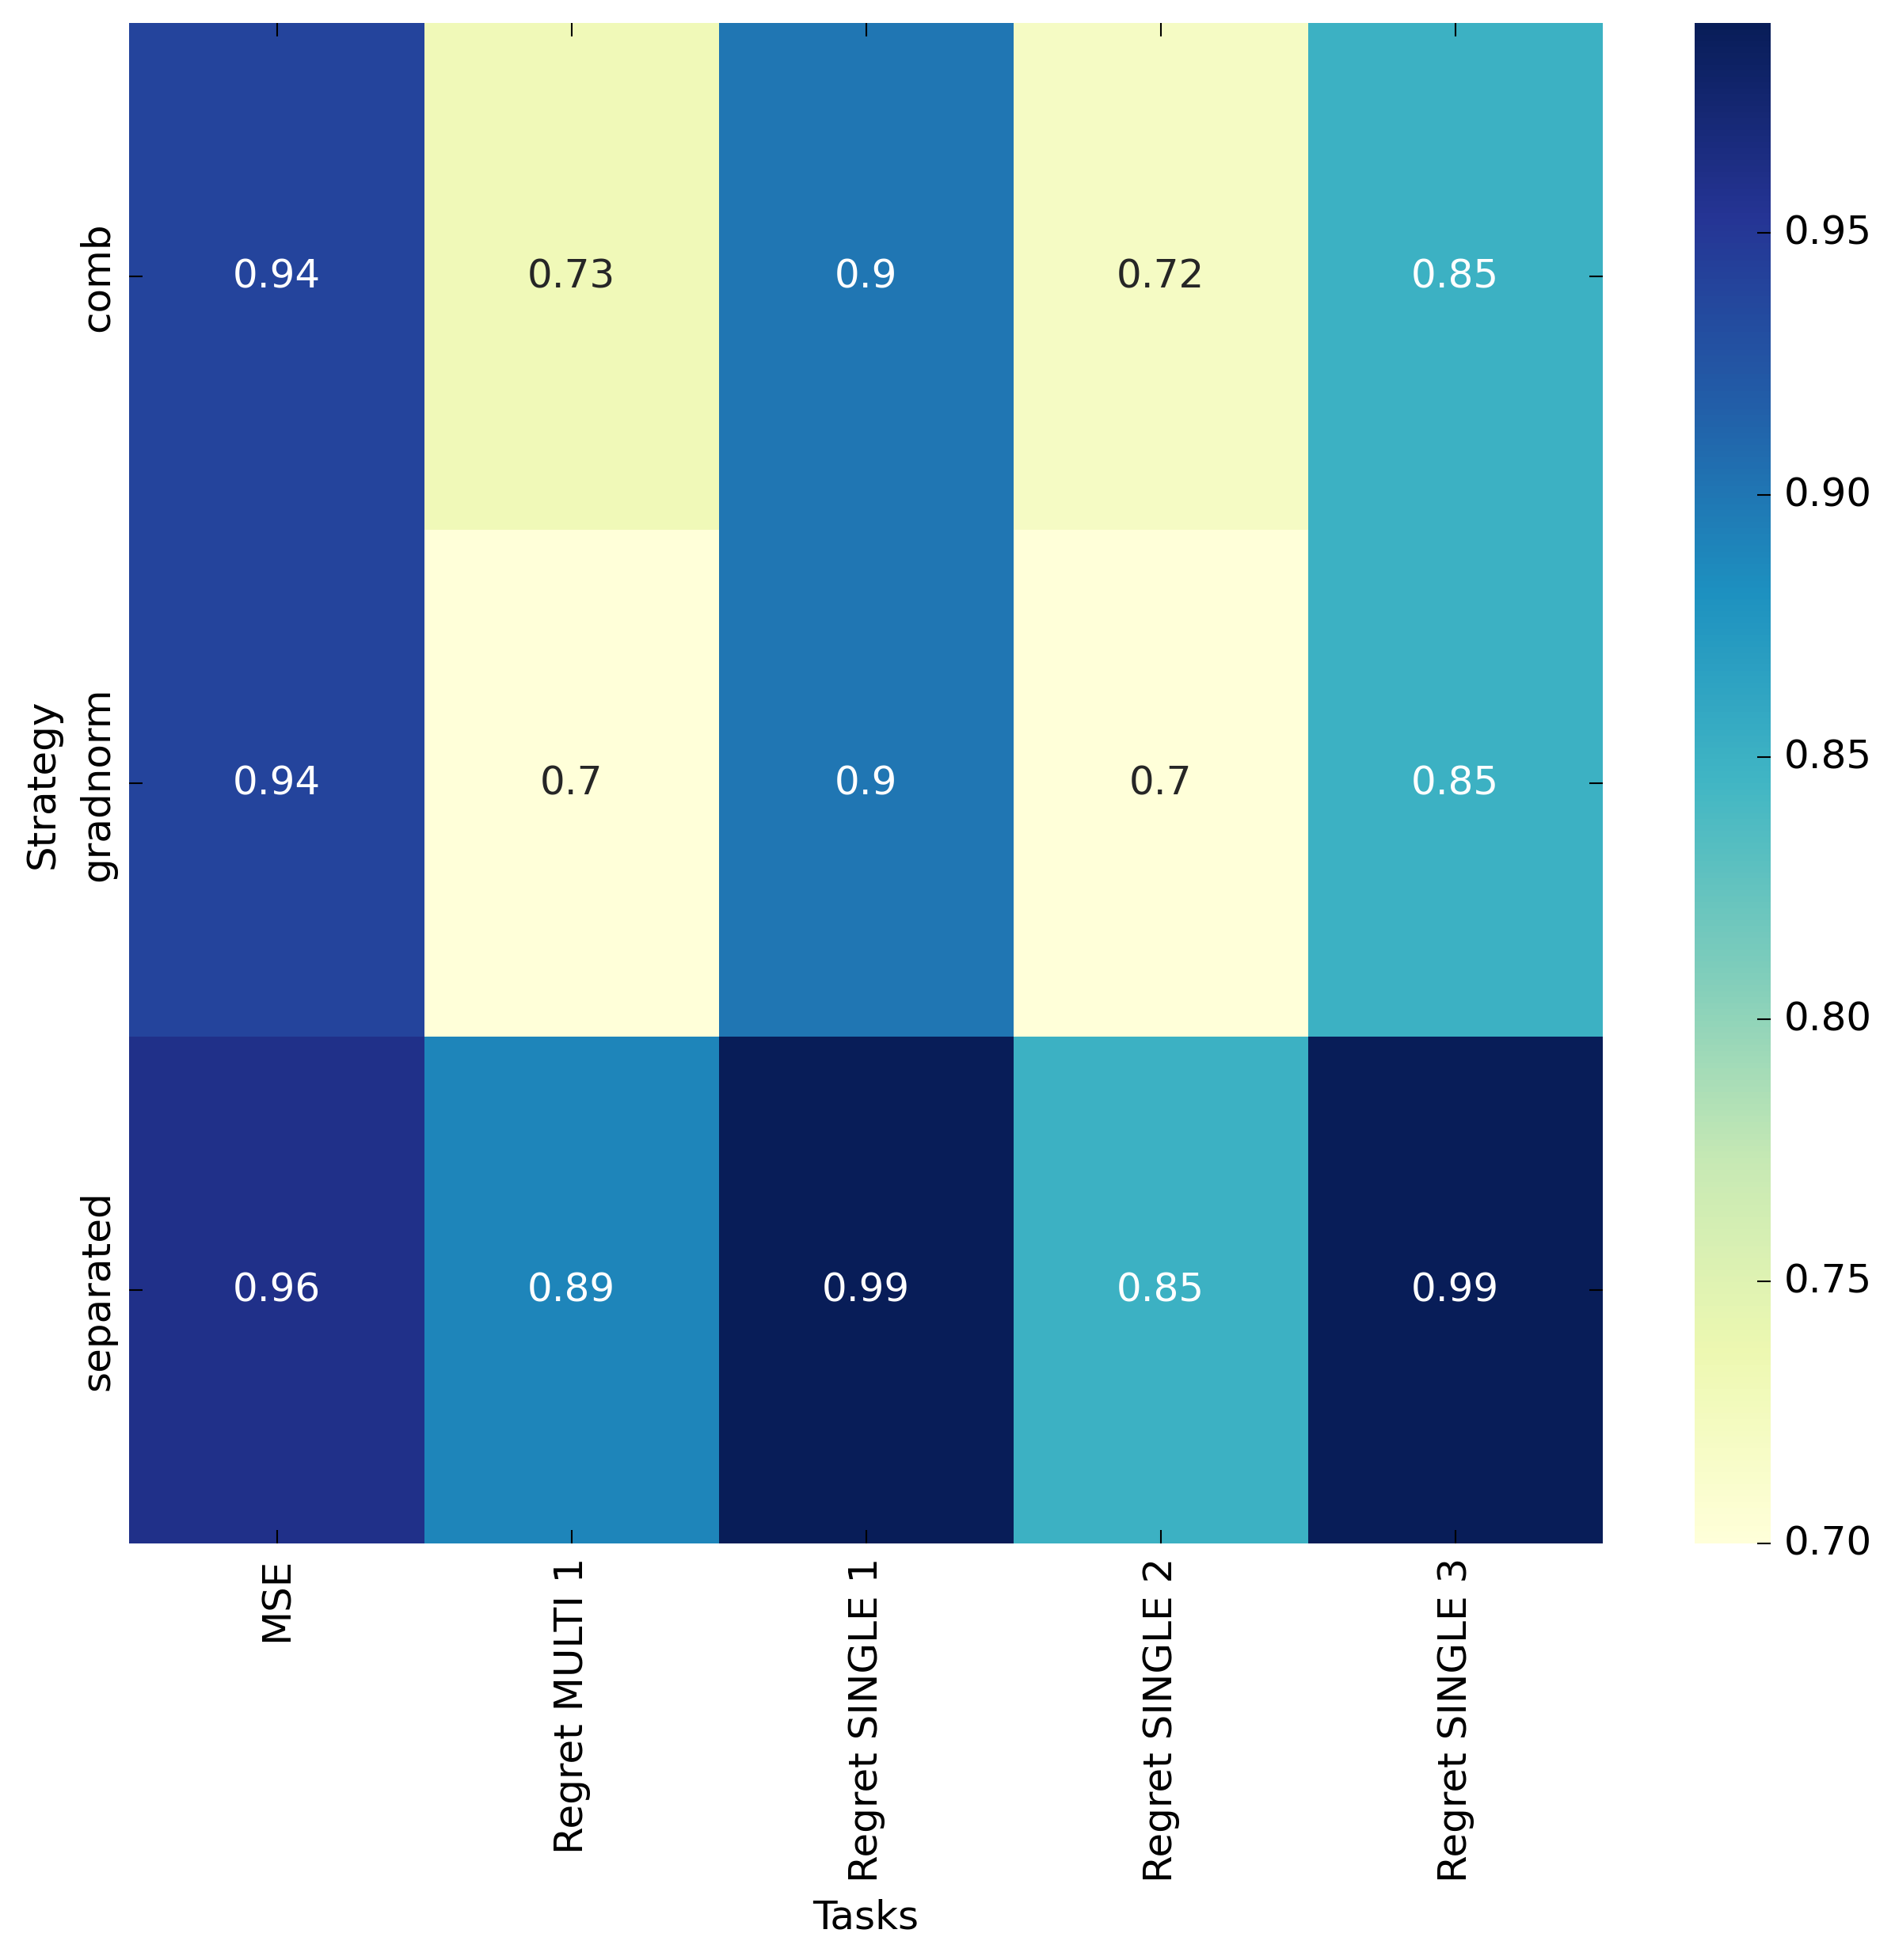 Strategy
comb
gradnorm
separated
0.94 0.73 0.9 0.72 0.85
0.94 0.7 0.9 0.7 0.85
0.96 0.89 0.99 0.85 0.99
MSE
Regret MULTI 1
Regret SINGLE 1
Regret SINGLE 2
Regret SINGLE 3
Tasks
0.95
0.90
0.85
0.80
0.75
0.70